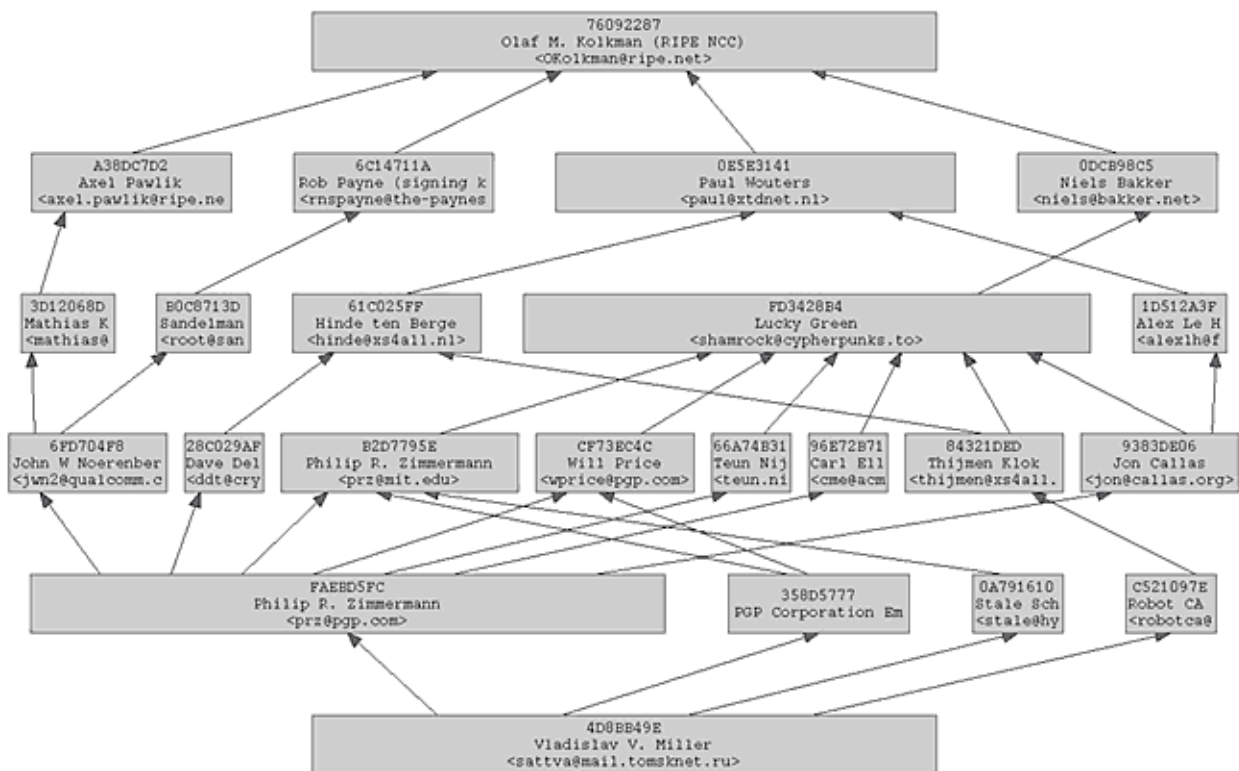 76092287
Olaf M. Kolkman (RIPE NCC)
<OKolkman@ripe.net>
A38DC7D2
Axel Pawlik
<axel.pawlik@ripe.ne
6C14711A
Rob Payne (signing k
<rnspayne@the-paynes
0E5E3141
Paul Wouters
<paul@xtdnet.nl>
0DCB98C5
Niels Bakker
<niels@bakker.net>
3D12068D
Mathias K
<mathias@
B0C8713D
Sandelman
<root@san
61C025FF
Hinde ten Berge
<hinde@xs4all.nl>
FD3428B4
Lucky Green
<shamrock@cypherpunks.to>
1D512A3F
Alex Le H
<alexlh@f
6FD704F8
John W Noerenber
<jwn2@qualcomm.c
28C029AF
Dave Del
<ddt@cry
B2D7795E
Philip R. Zimmermann
<prz@mit.edu>
CF73EC4C
Will Price
<wprice@pgp.com>
66A74B31
Teun Nij
<teun.ni
96E72B71
Carl Ell
<cme@acm
84321DED
Thijmen Klok
<thijmen@xs4all.
9383DE06
Jon Callas
<jon@callas.org>
FAEBD5FC
Philip R. Zimmermann
<prz@pgp.com>
358D5777
PGP Corporation Em
0A791610
Stale Sch
<stale@hy
C521097E
Robot CA
<robotca@
4D8BB49E
Vladislav V. Miller
<sattva@mail.tomsknet.ru>